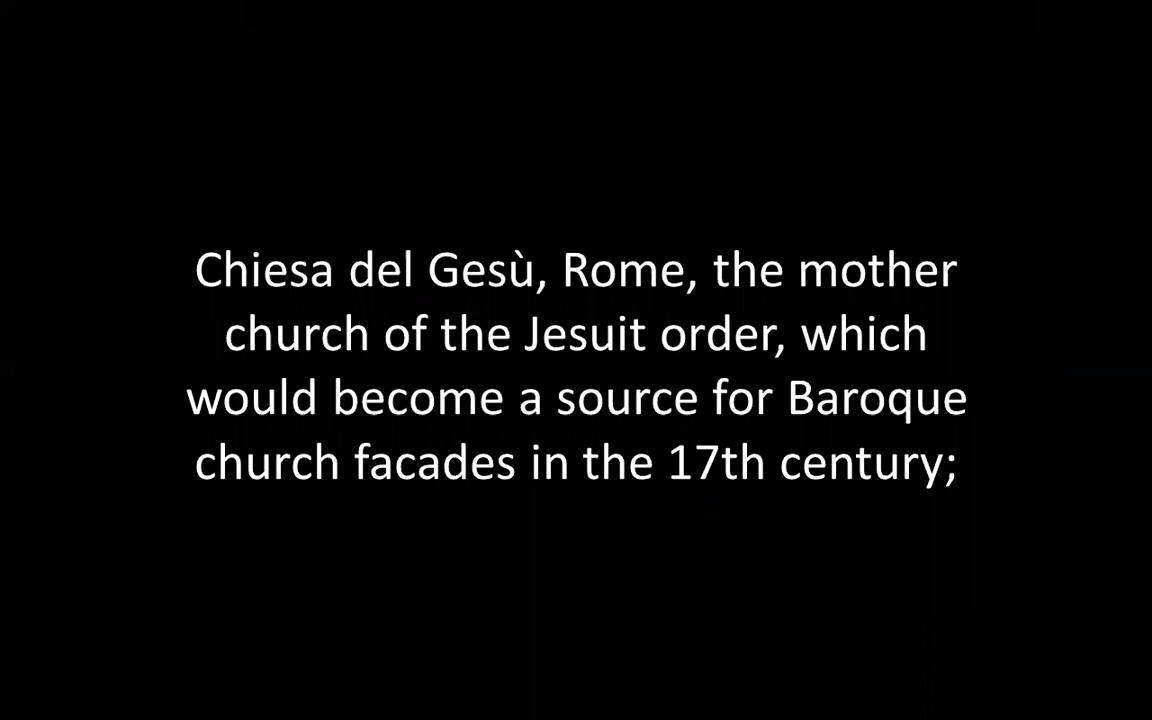 Chiesa del Gesù, Rome, the mother
church of the Jesuit order, which
would become a source for Baroque
church facades in the 17th century;